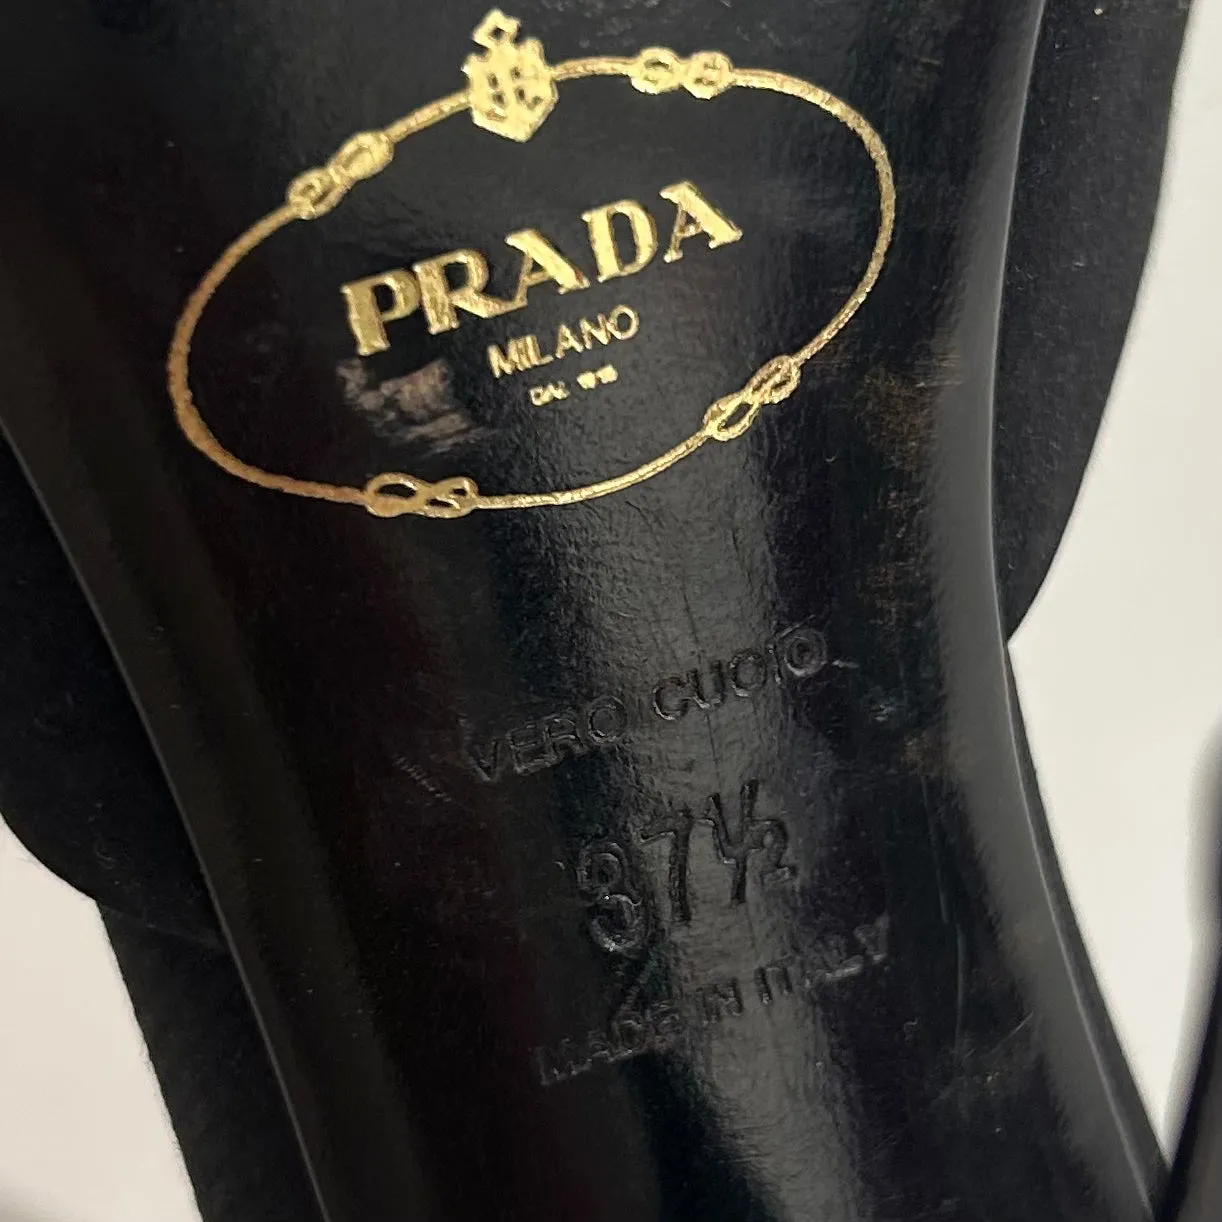 PRADA
MILANO
VERO CUOIO
37½
MADE IN ITALY